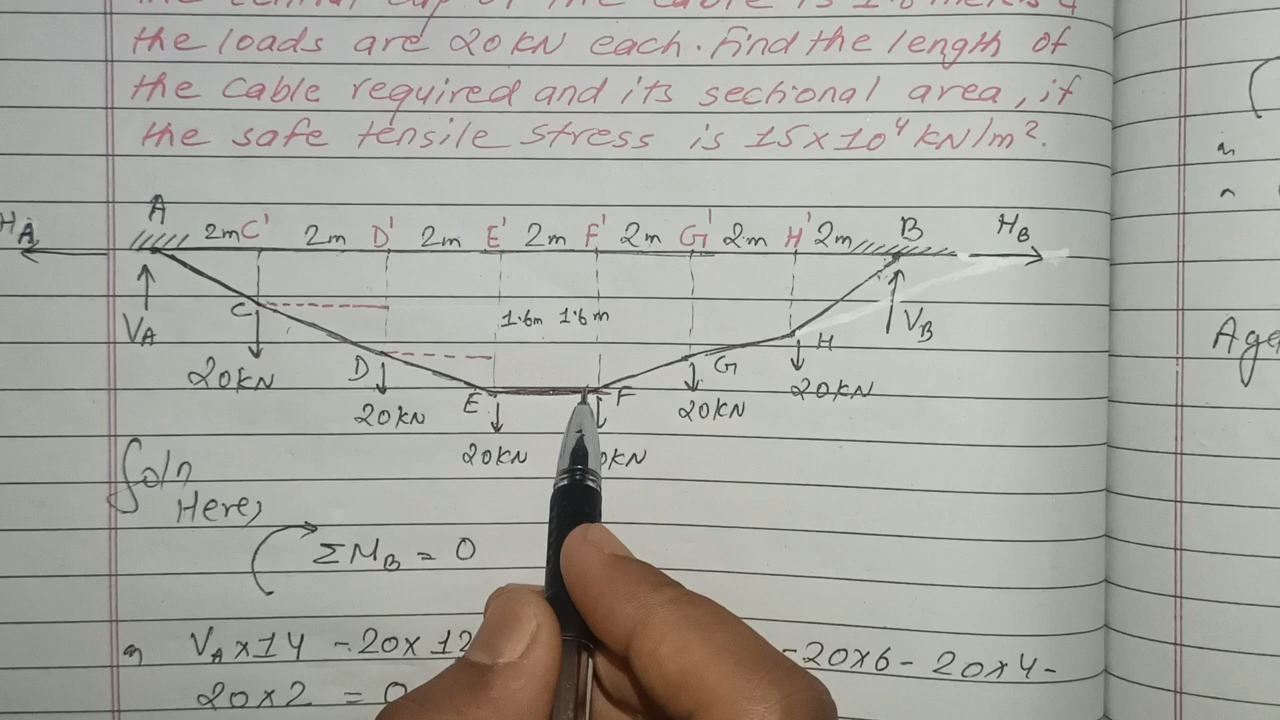 the loads are 20 kN each. Find the length of
the cable required and its sectional area, if
the safe tensile stress is 15×10⁴ kN/m².
A
B
HA
2m C' 2m D' 2m E' 2m F' 2m G' 2m H' 2m
HB
VA
C
1.6m 1.6m
H
VB
20kN
D
G
20kN
20kN
E
F
20kN
20kN
Soln
Here,
ΣMB = 0
VA×14 -20×12
-20×6- 20×4-
20×2 = 0
Age